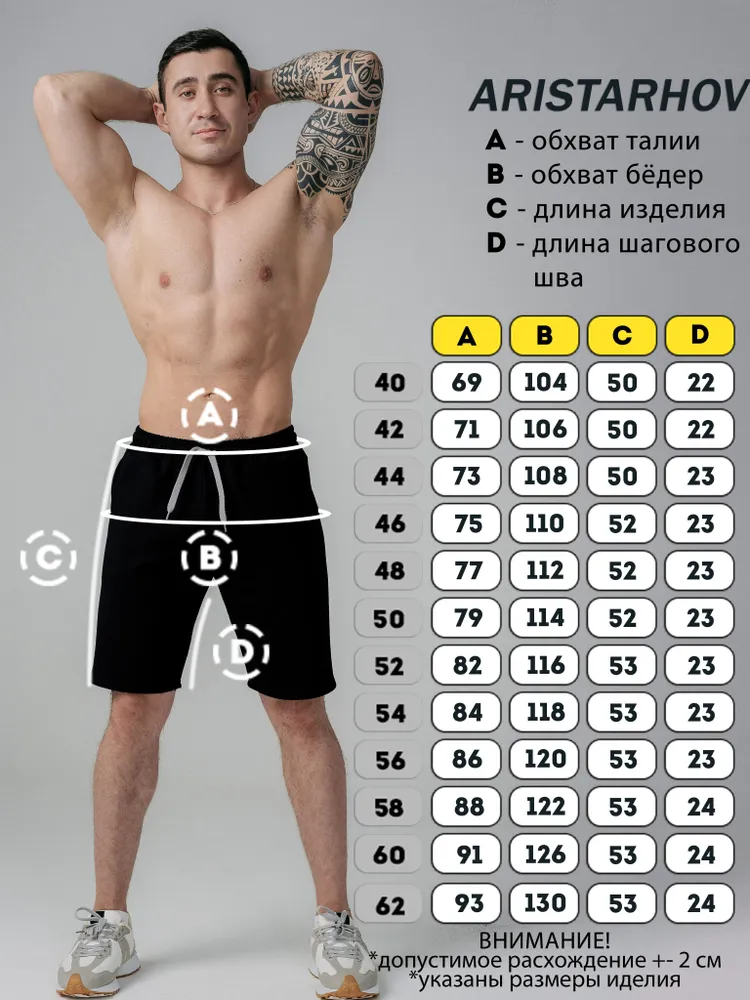 ARISTARHOV
A - обхват талии
B - обхват бёдер
C - длина изделия
D - длина шагового
шва
A B C D
40 69 104 50 22
42 71 106 50 22
44 73 108 50 23
46 75 110 52 23
48 77 112 52 23
50 79 114 52 23
52 82 116 53 23
54 84 118 53 23
56 86 120 53 23
58 88 122 53 24
60 91 126 53 24
62 93 130 53 24
A
C
B
D
ВНИМАНИЕ!
*допустимое расхождение +- 2 см
*указаны размеры иделия